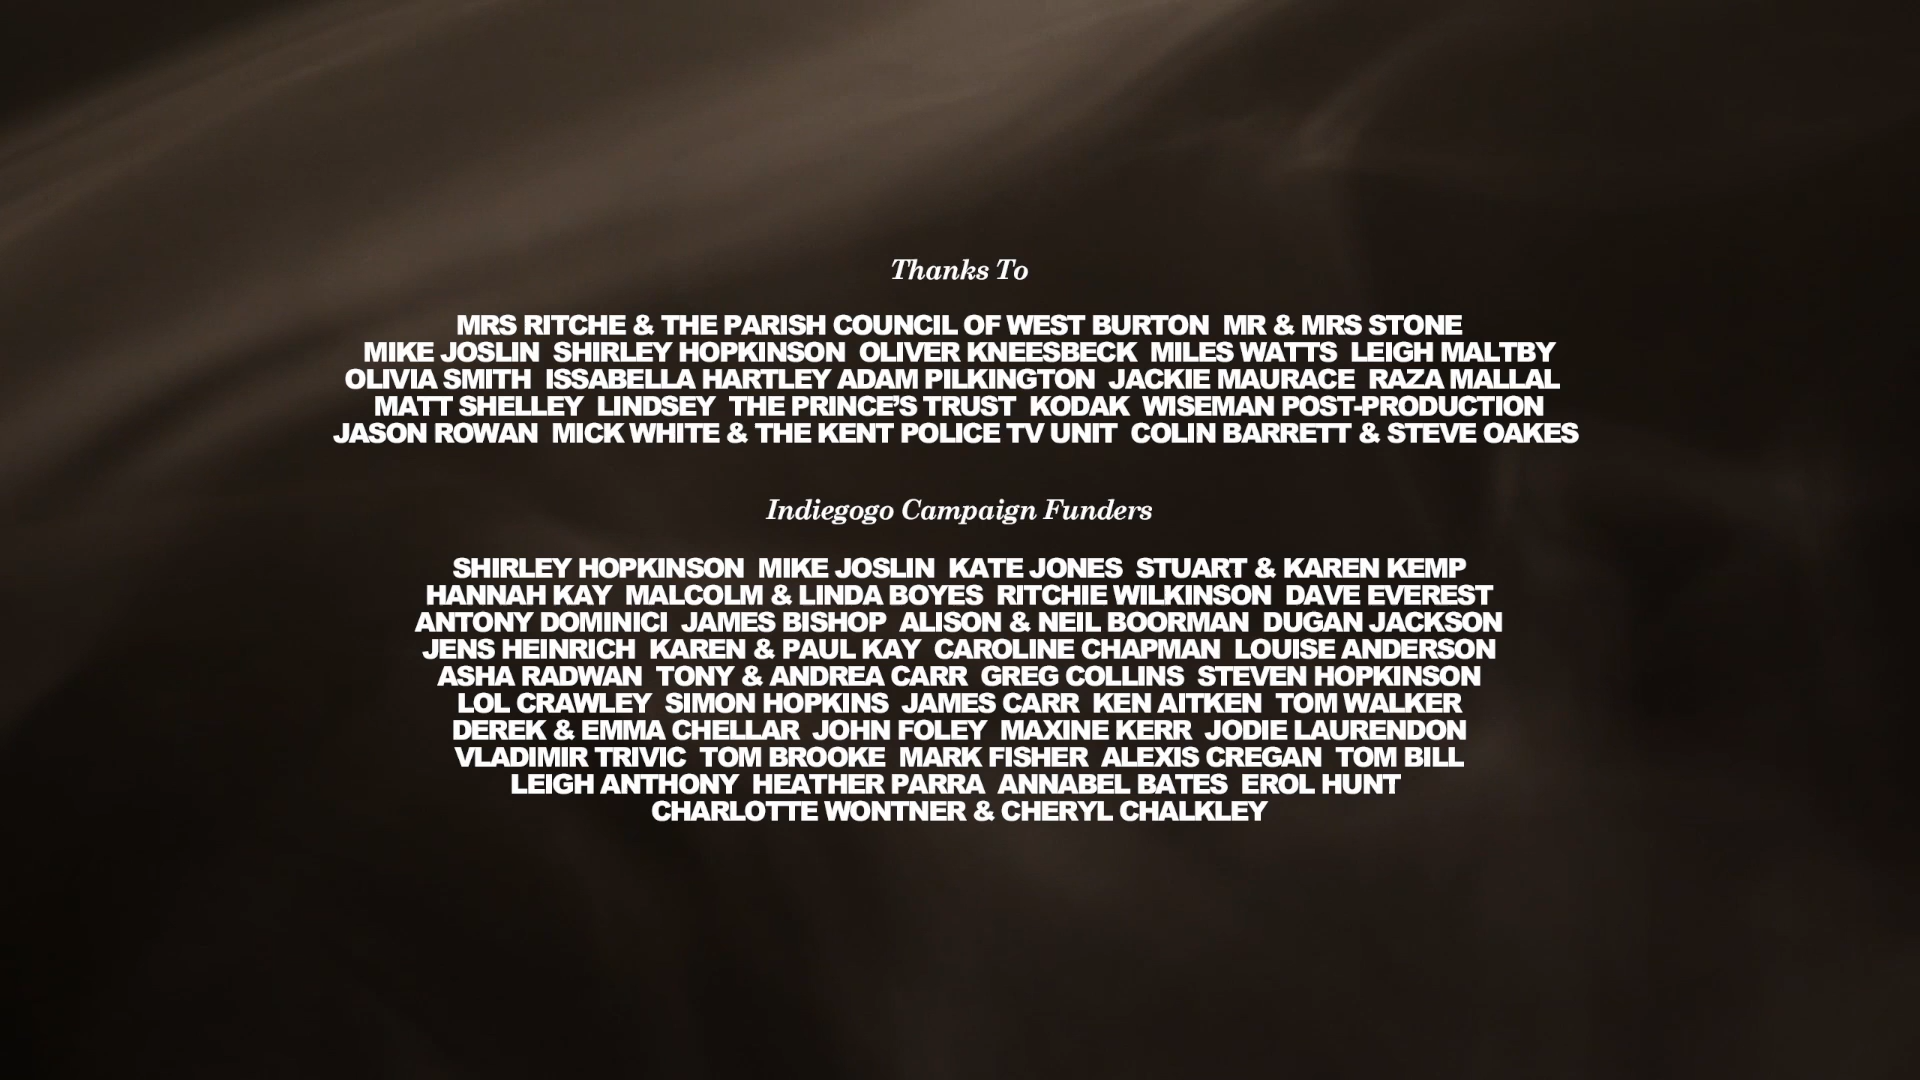 Thanks To
MRS RITCHE & THE PARISH COUNCIL OF WEST BURTON  MR & MRS STONE
MIKE JOSLIN  SHIRLEY HOPKINSON  OLIVER KNEESBECK  MILES WATTS  LEIGH MALTBY
OLIVIA SMITH  ISSABELLA HARTLEY ADAM PILKINGTON  JACKIE MAURACE  RAZA MALLAL
MATT SHELLEY  LINDSEY  THE PRINCE’S TRUST  KODAK  WISEMAN POST-PRODUCTION
JASON ROWAN  MICK WHITE & THE KENT POLICE TV UNIT  COLIN BARRETT & STEVE OAKES
Indiegogo Campaign Funders
SHIRLEY HOPKINSON  MIKE JOSLIN  KATE JONES  STUART & KAREN KEMP
HANNAH KAY  MALCOLM & LINDA BOYES  RITCHIE WILKINSON  DAVE EVEREST
ANTONY DOMINICI  JAMES BISHOP  ALISON & NEIL BOORMAN  DUGAN JACKSON
JENS HEINRICH  KAREN & PAUL KAY  CAROLINE CHAPMAN  LOUISE ANDERSON
ASHA RADWAN  TONY & ANDREA CARR  GREG COLLINS  STEVEN HOPKINSON
LOL CRAWLEY  SIMON HOPKINS  JAMES CARR  KEN AITKEN  TOM WALKER
DEREK & EMMA CHELLAR  JOHN FOLEY  MAXINE KERR  JODIE LAURENDON
VLADIMIR TRIVIC  TOM BROOKE  MARK FISHER  ALEXIS CREGAN  TOM BILL
LEIGH ANTHONY  HEATHER PARRA  ANNABEL BATES  EROL HUNT
CHARLOTTE WONTNER & CHERYL CHALKLEY